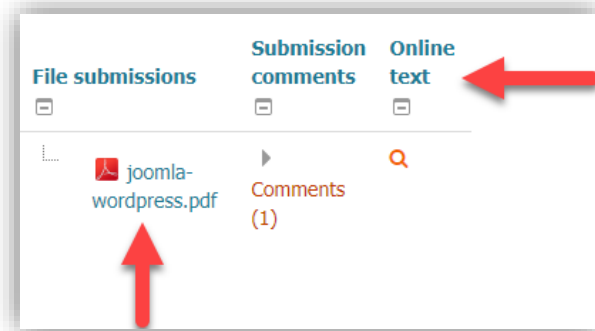 File submissions
Submission
comments
Online
text
joomla-
wordpress.pdf
Comments
(1)